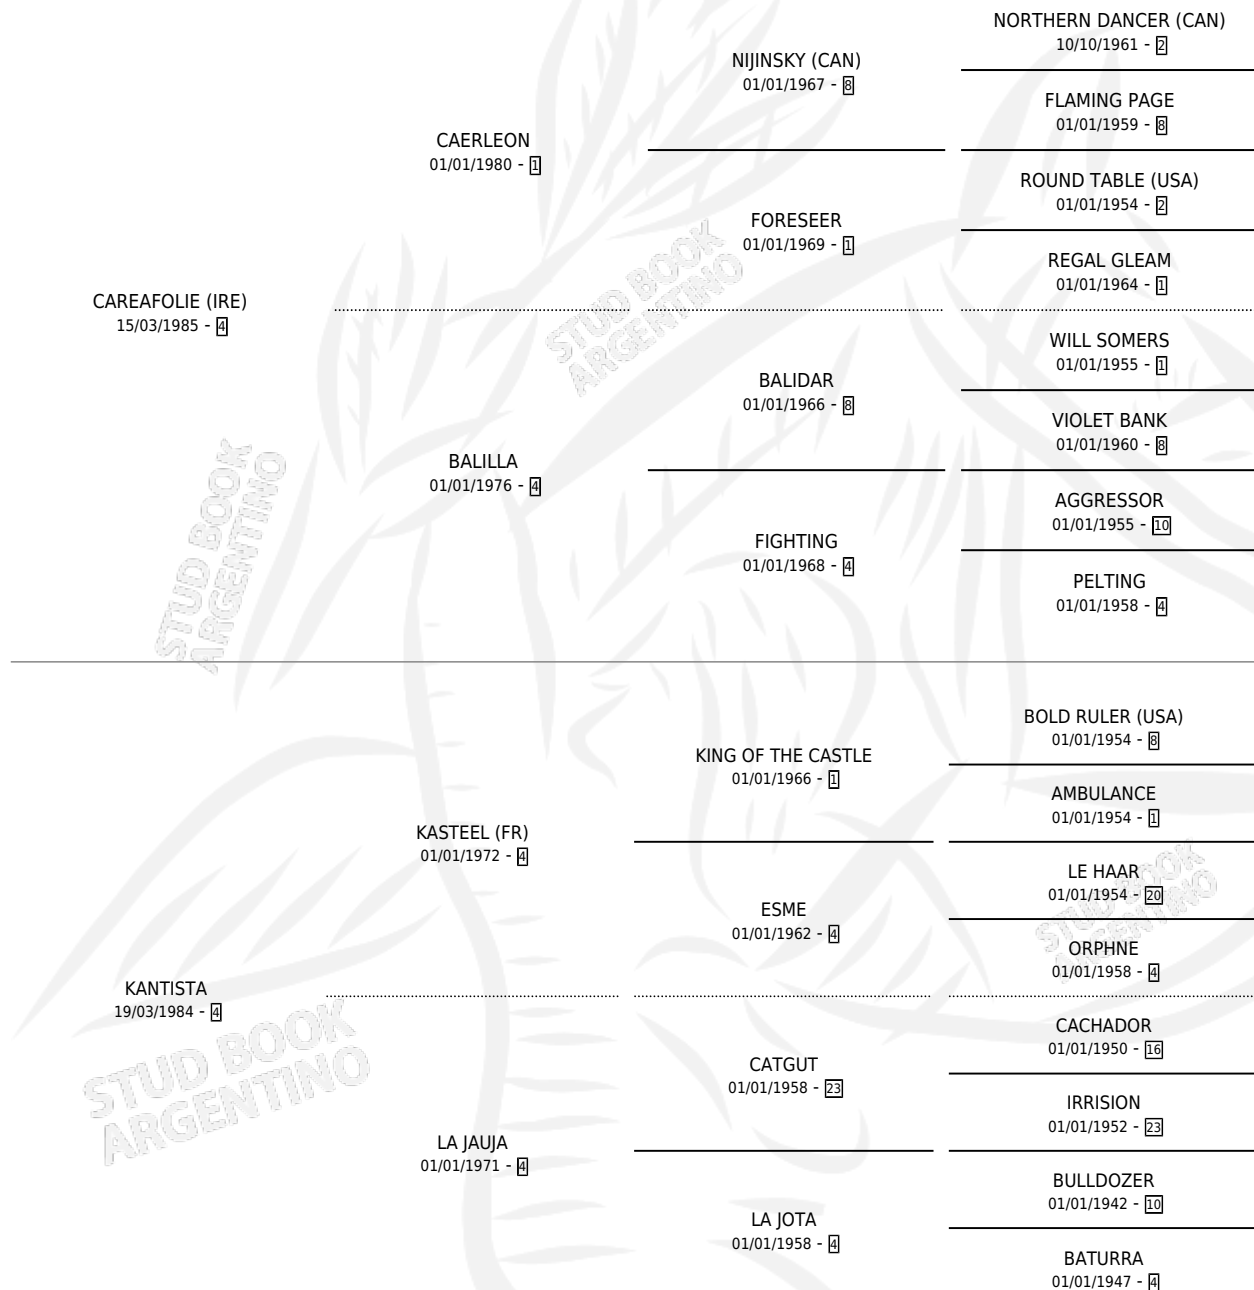 NORTHERN DANCER (CAN)
10/10/1961 - 2
NIJINSKY (CAN)
01/01/1967 - 8
FLAMING PAGE
01/01/1959 - 8
CAERLEON
01/01/1980 - 1
ROUND TABLE (USA)
01/01/1954 - 2
FORESEER
01/01/1969 - 1
REGAL GLEAM
01/01/1964 - 1
CAREAFOLIE (IRE)
15/03/1985 - 4
WILL SOMERS
01/01/1955 - 1
BALIDAR
01/01/1966 - 8
VIOLET BANK
01/01/1960 - 8
BALILLA
01/01/1976 - 4
AGGRESSOR
01/01/1955 - 10
FIGHTING
01/01/1968 - 4
PELTING
01/01/1958 - 4
BOLD RULER (USA)
01/01/1954 - 8
KING OF THE CASTLE
01/01/1966 - 1
AMBULANCE
01/01/1954 - 1
KASTEEL (FR)
01/01/1972 - 4
LE HAAR
01/01/1954 - 20
ESME
01/01/1962 - 4
ORPHNE
01/01/1958 - 4
KANTISTA
19/03/1984 - 4
CACHADOR
01/01/1950 - 16
CATGUT
01/01/1958 - 23
IRRISION
01/01/1952 - 23
LA JAUJA
01/01/1971 - 4
BULLDOZER
01/01/1942 - 10
LA JOTA
01/01/1958 - 4
BATURRA
01/01/1947 - 4
STUD BOOK
ARGENTINO
STUD BOOK
ARGENTINO
STUD BOOK
ARGENTINO
STUD BOOK
ARGENTINO